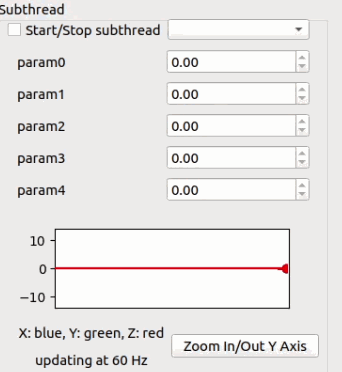 Subthread
Start/Stop subthread
param0 0.00
param1 0.00
param2 0.00
param3 0.00
param4 0.00
10
0
−10
X: blue, Y: green, Z: red
Zoom In/Out Y Axis
updating at 60 Hz